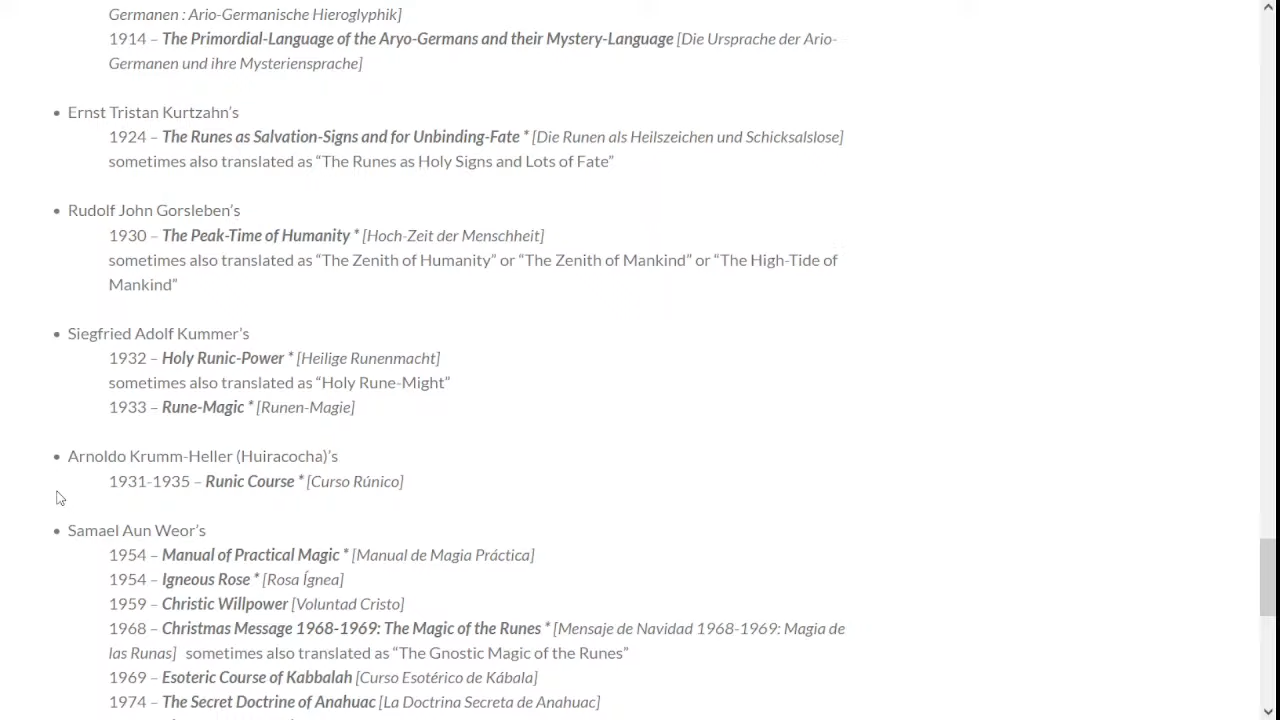 Germanen : Ario-Germanische Hieroglyphik]
1914 – The Primordial-Language of the Aryo-Germans and their Mystery-Language [Die Ursprache der Ario-
Germanen und ihre Mysteriensprache]
• Ernst Tristan Kurtzahn’s
1924 – The Runes as Salvation-Signs and for Unbinding-Fate * [Die Runen als Heilszeichen und Schicksalslose]
sometimes also translated as “The Runes as Holy Signs and Lots of Fate”
• Rudolf John Gorsleben’s
1930 – The Peak-Time of Humanity * [Hoch-Zeit der Menschheit]
sometimes also translated as “The Zenith of Humanity” or “The Zenith of Mankind” or “The High-Tide of
Mankind”
• Siegfried Adolf Kummer’s
1932 – Holy Runic-Power * [Heilige Runenmacht]
sometimes also translated as “Holy Rune-Might”
1933 – Rune-Magic * [Runen-Magie]
• Arnoldo Krumm-Heller (Huiracocha)’s
1931-1935 – Runic Course * [Curso Rúnico]
• Samael Aun Weor’s
1954 – Manual of Practical Magic * [Manual de Magia Práctica]
1954 – Igneous Rose * [Rosa Ígnea]
1959 – Christic Willpower [Voluntad Cristo]
1968 – Christmas Message 1968-1969: The Magic of the Runes * [Mensaje de Navidad 1968-1969: Magia de
las Runas] sometimes also translated as “The Gnostic Magic of the Runes”
1969 – Esoteric Course of Kabbalah [Curso Esotérico de Kábala]
1974 – The Secret Doctrine of Anahuac [La Doctrina Secreta de Anahuac]